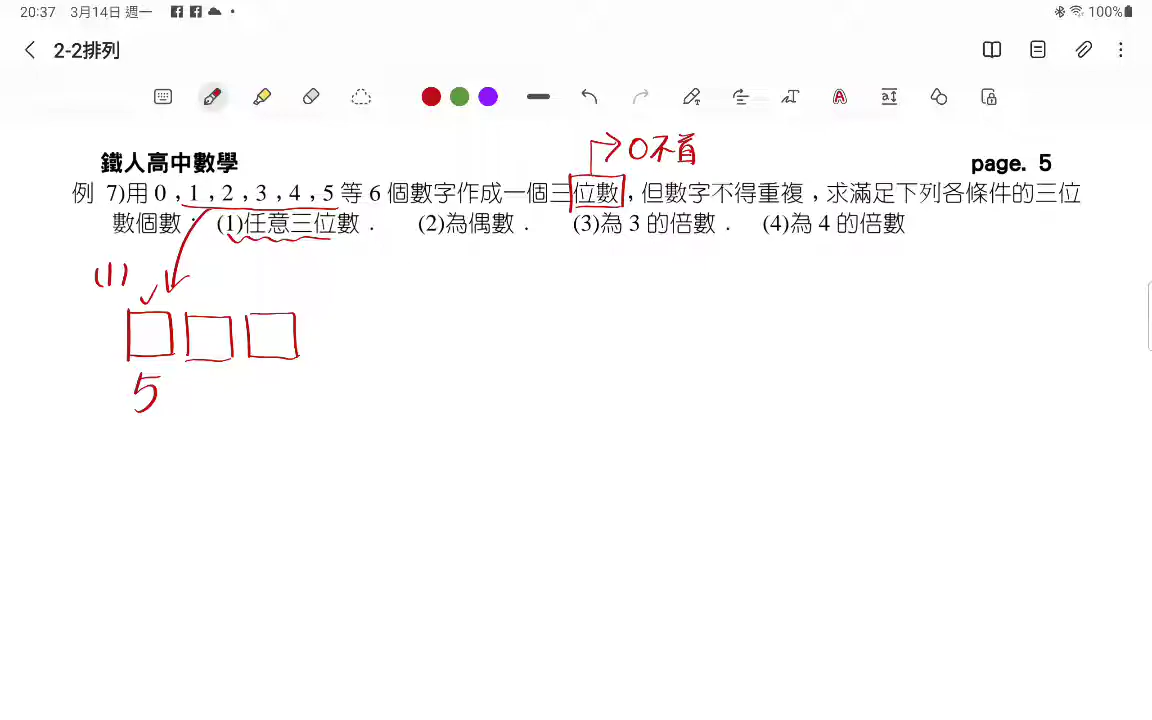 20:37 3月14日 週一 100%
2-2排列
0不首
鐵人高中數學 page. 5
例 7)用 0 , 1 , 2 , 3 , 4 , 5 等 6 個數字作成一個三位數 , 但數字不得重複 , 求滿足下列各條件的三位
數個數 : (1)任意三位數 . (2)為偶數 . (3)為 3 的倍數 . (4)為 4 的倍數
(1)
5